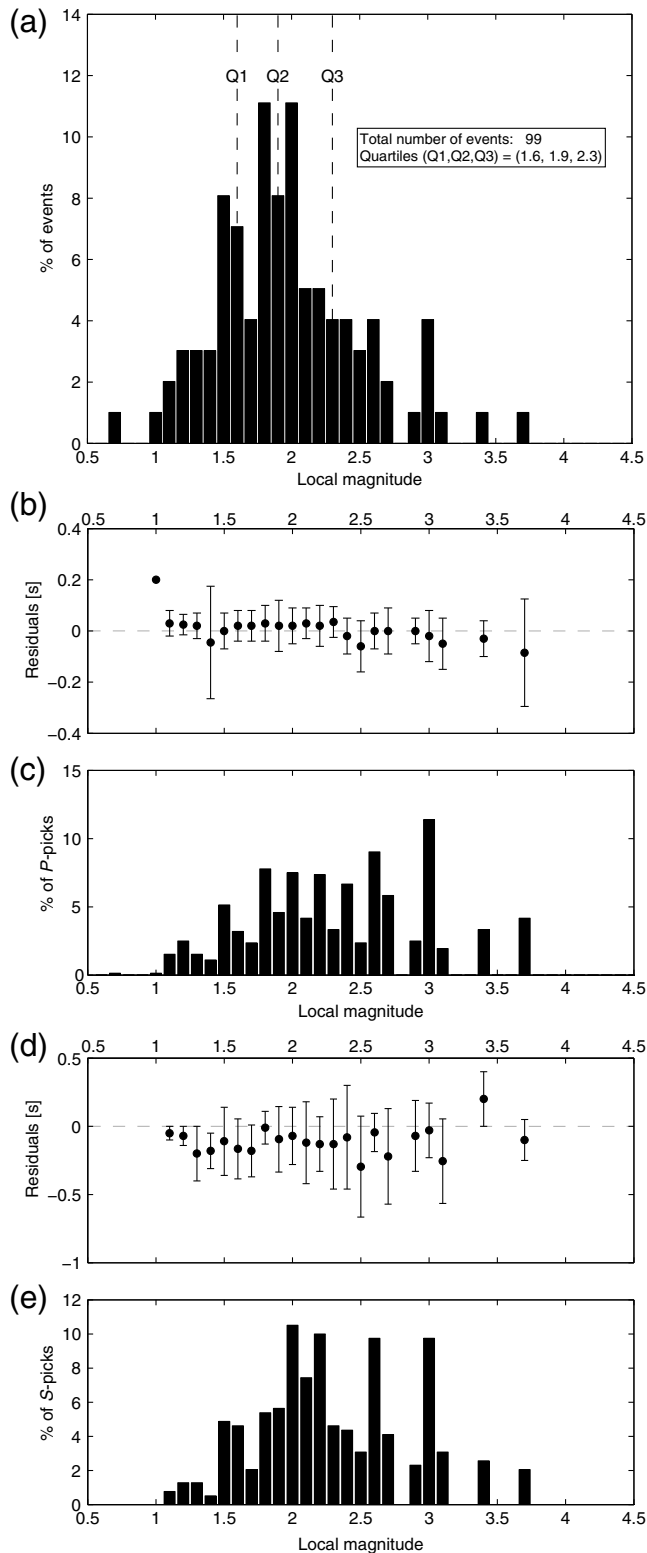 (a)
14
12
10
8
6
4
2
0
% of events
Q1 Q2 Q3
Total number of events: 99
Quartiles (Q1,Q2,Q3) = (1.6, 1.9, 2.3)
0.5 1 1.5 2 2.5 3 3.5 4 4.5
Local magnitude
(b)
0.5 1 1.5 2 2.5 3 3.5 4 4.5
0.4
0.2
0
−0.2
−0.4
Residuals [s]
(c)
15
10
5
0
% of P-picks
0.5 1 1.5 2 2.5 3 3.5 4 4.5
Local magnitude
(d)
0.5 1 1.5 2 2.5 3 3.5 4 4.5
0.5
0
−0.5
−1
Residuals [s]
(e)
12
10
8
6
4
2
0
% of S-picks
0.5 1 1.5 2 2.5 3 3.5 4 4.5
Local magnitude